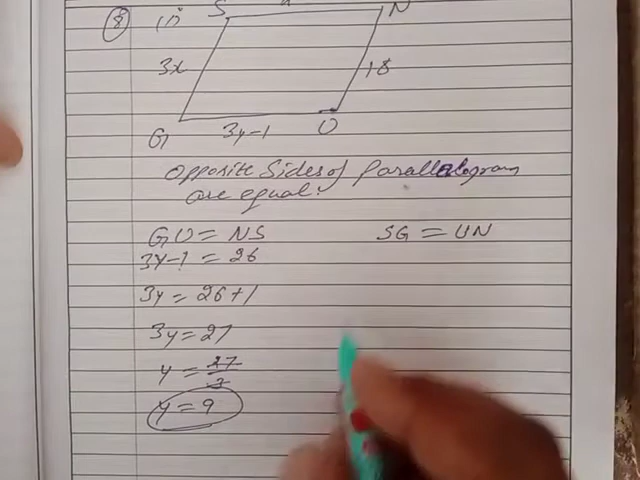 8 (i) S N
3x 18
G 3y-1 U
Opposite Sides of Parallelogram
are equal.
GU = NS SG = UN
3y-1 = 26
3y = 26+1
3y = 27
y = 27/3
y = 9